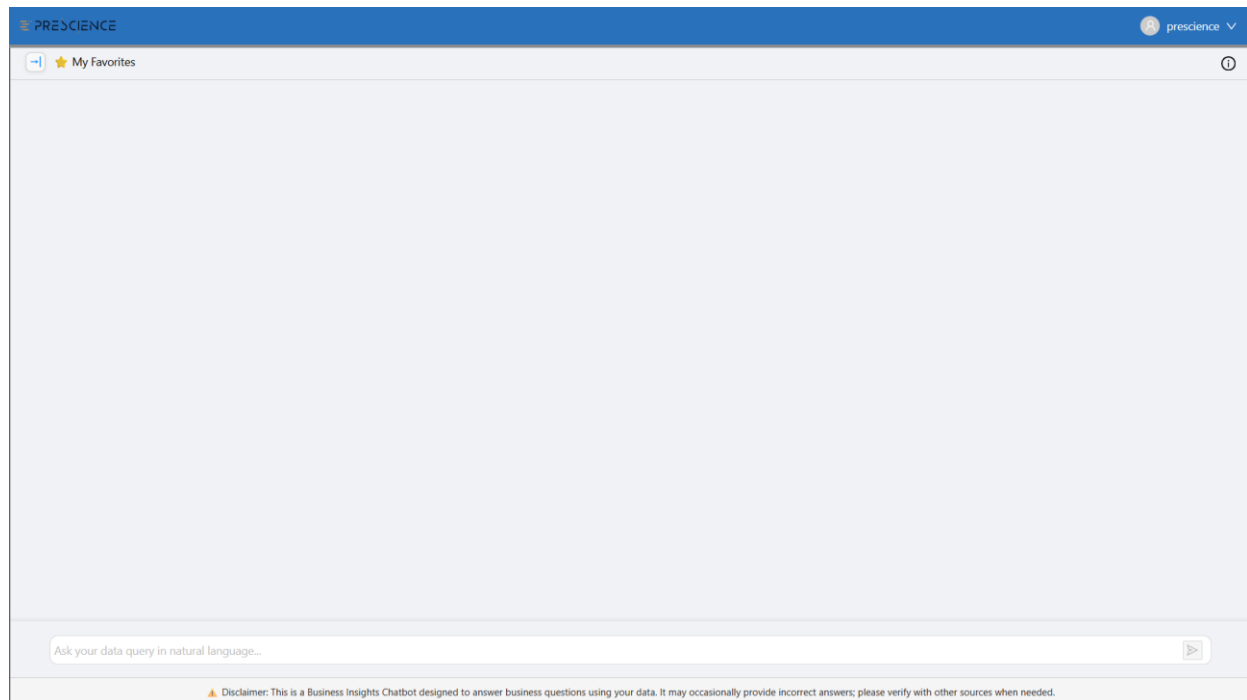 PRESCIENCE
prescience
My Favorites
Ask your data query in natural language...
Disclaimer: This is a Business Insights Chatbot designed to answer business questions using your data. It may occasionally provide incorrect answers; please verify with other sources when needed.